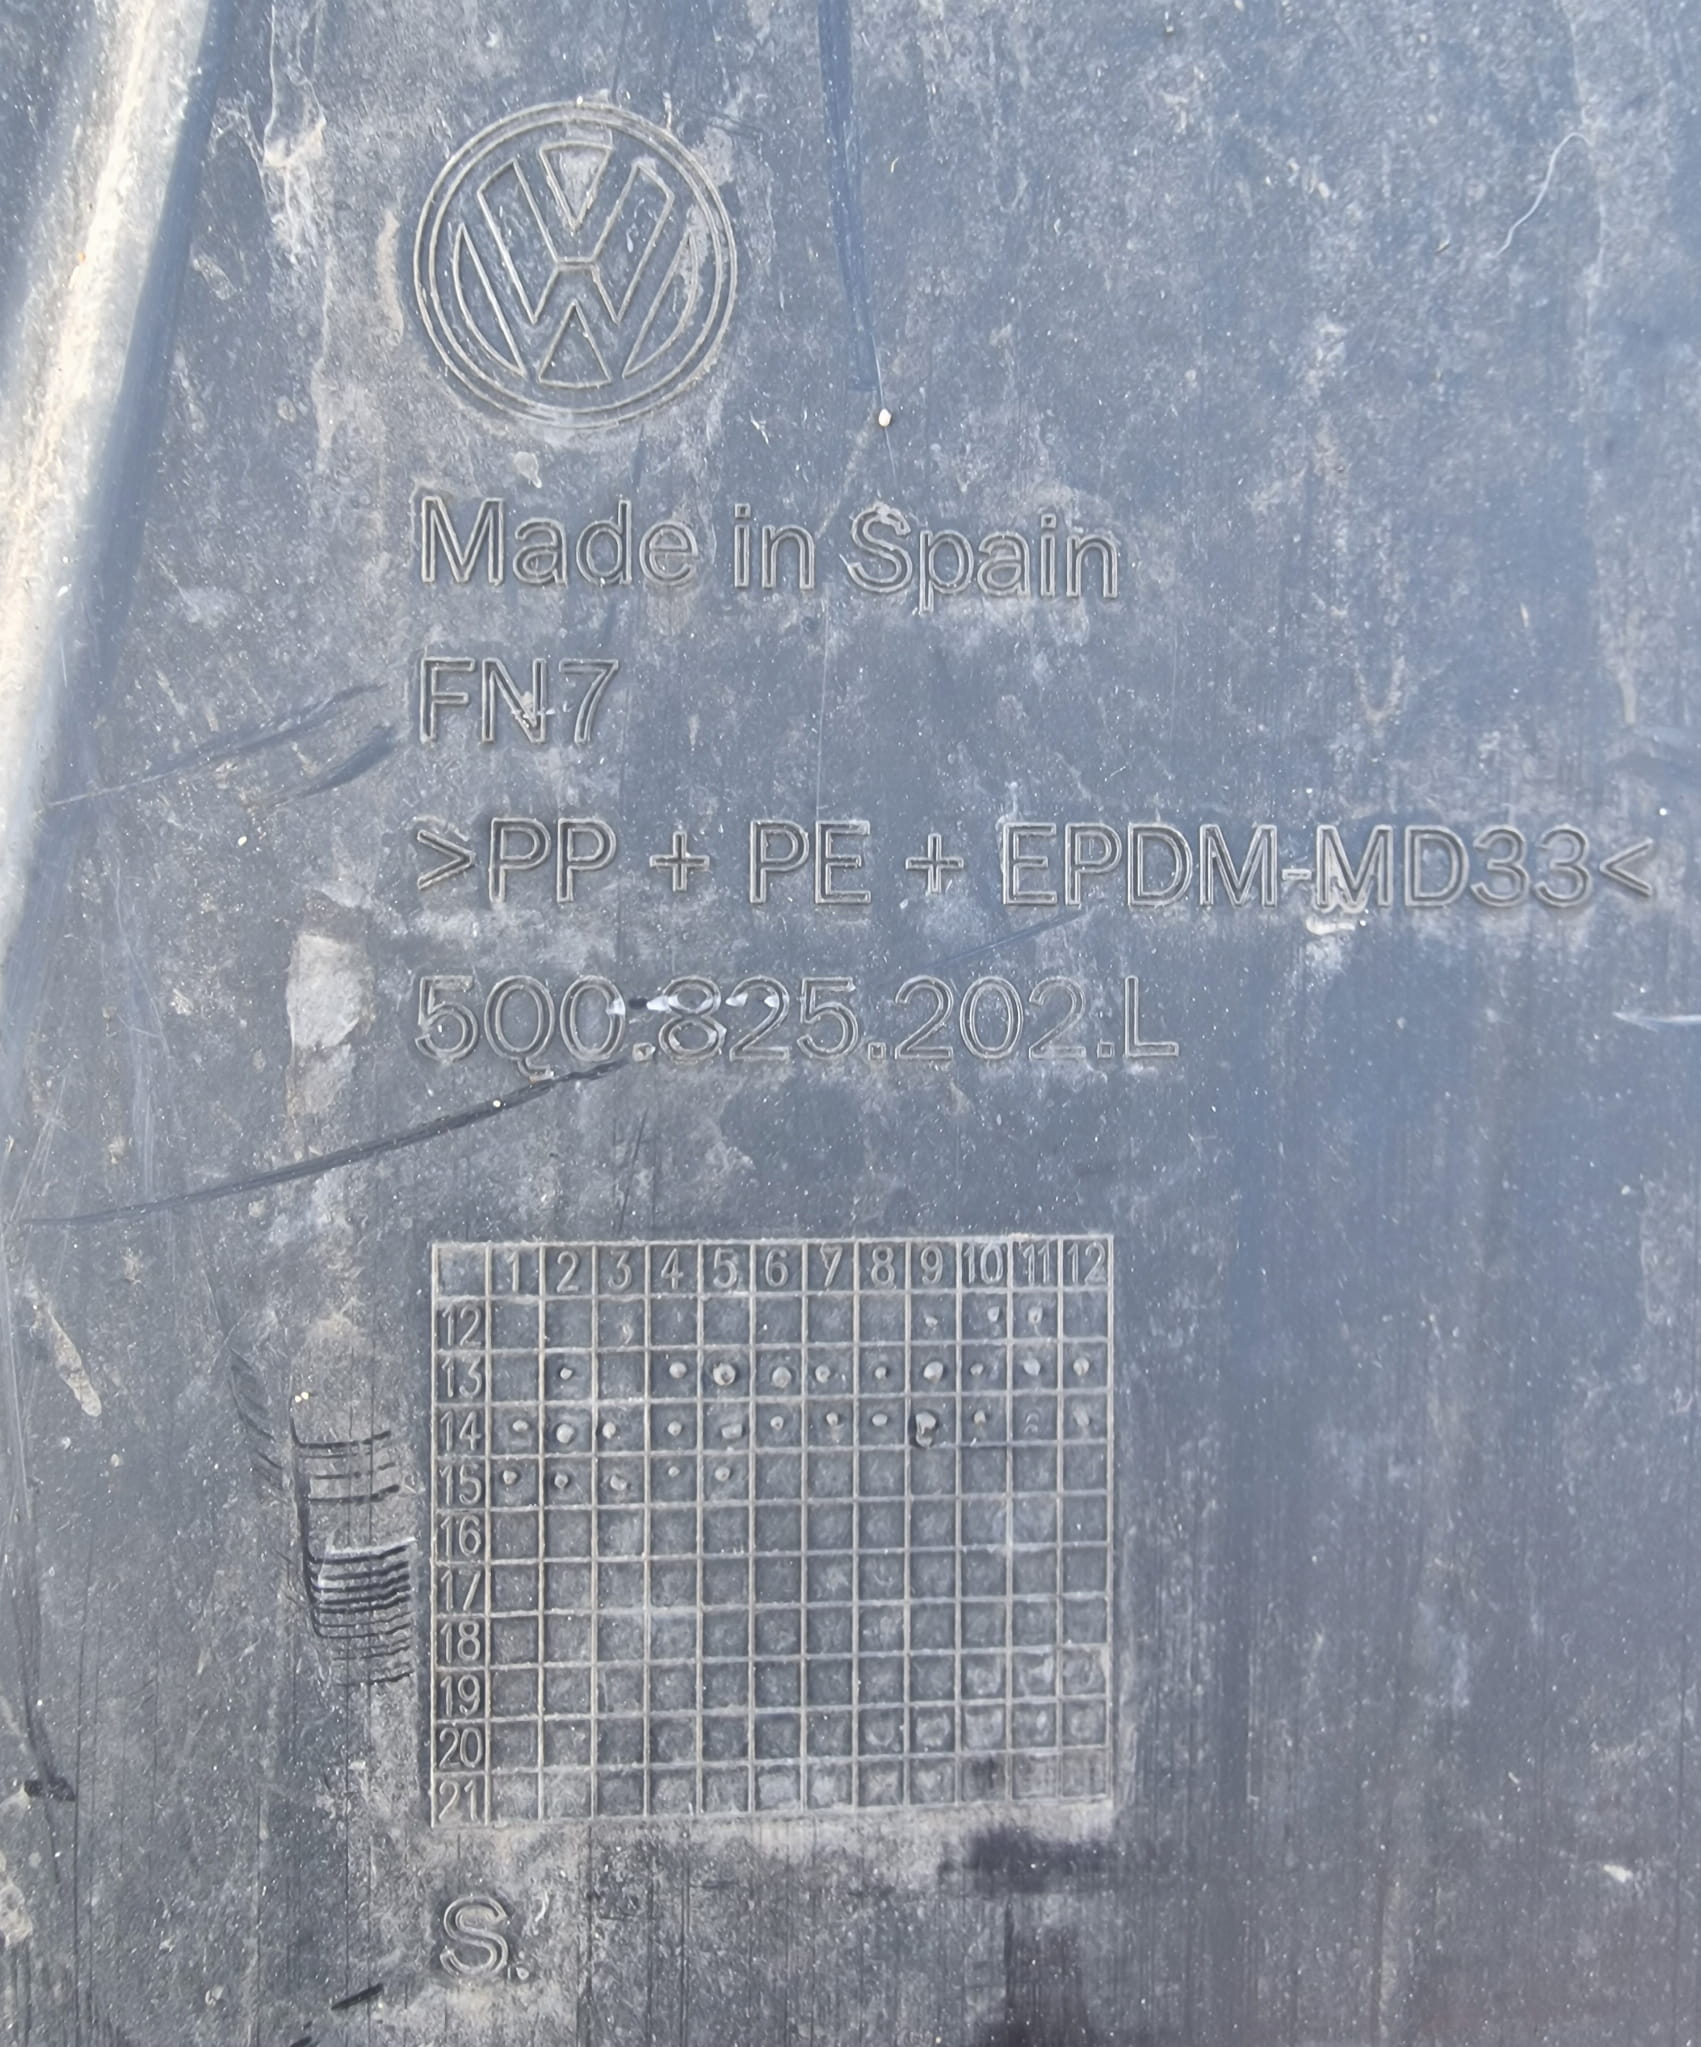 Made in Spain
FN7
>PP + PE + EPDM-MD33<
5Q0.825.202.L
1 2 3 4 5 6 7 8 9 10 11 12
12
13
14
15
16
17
18
19
20
21
S.